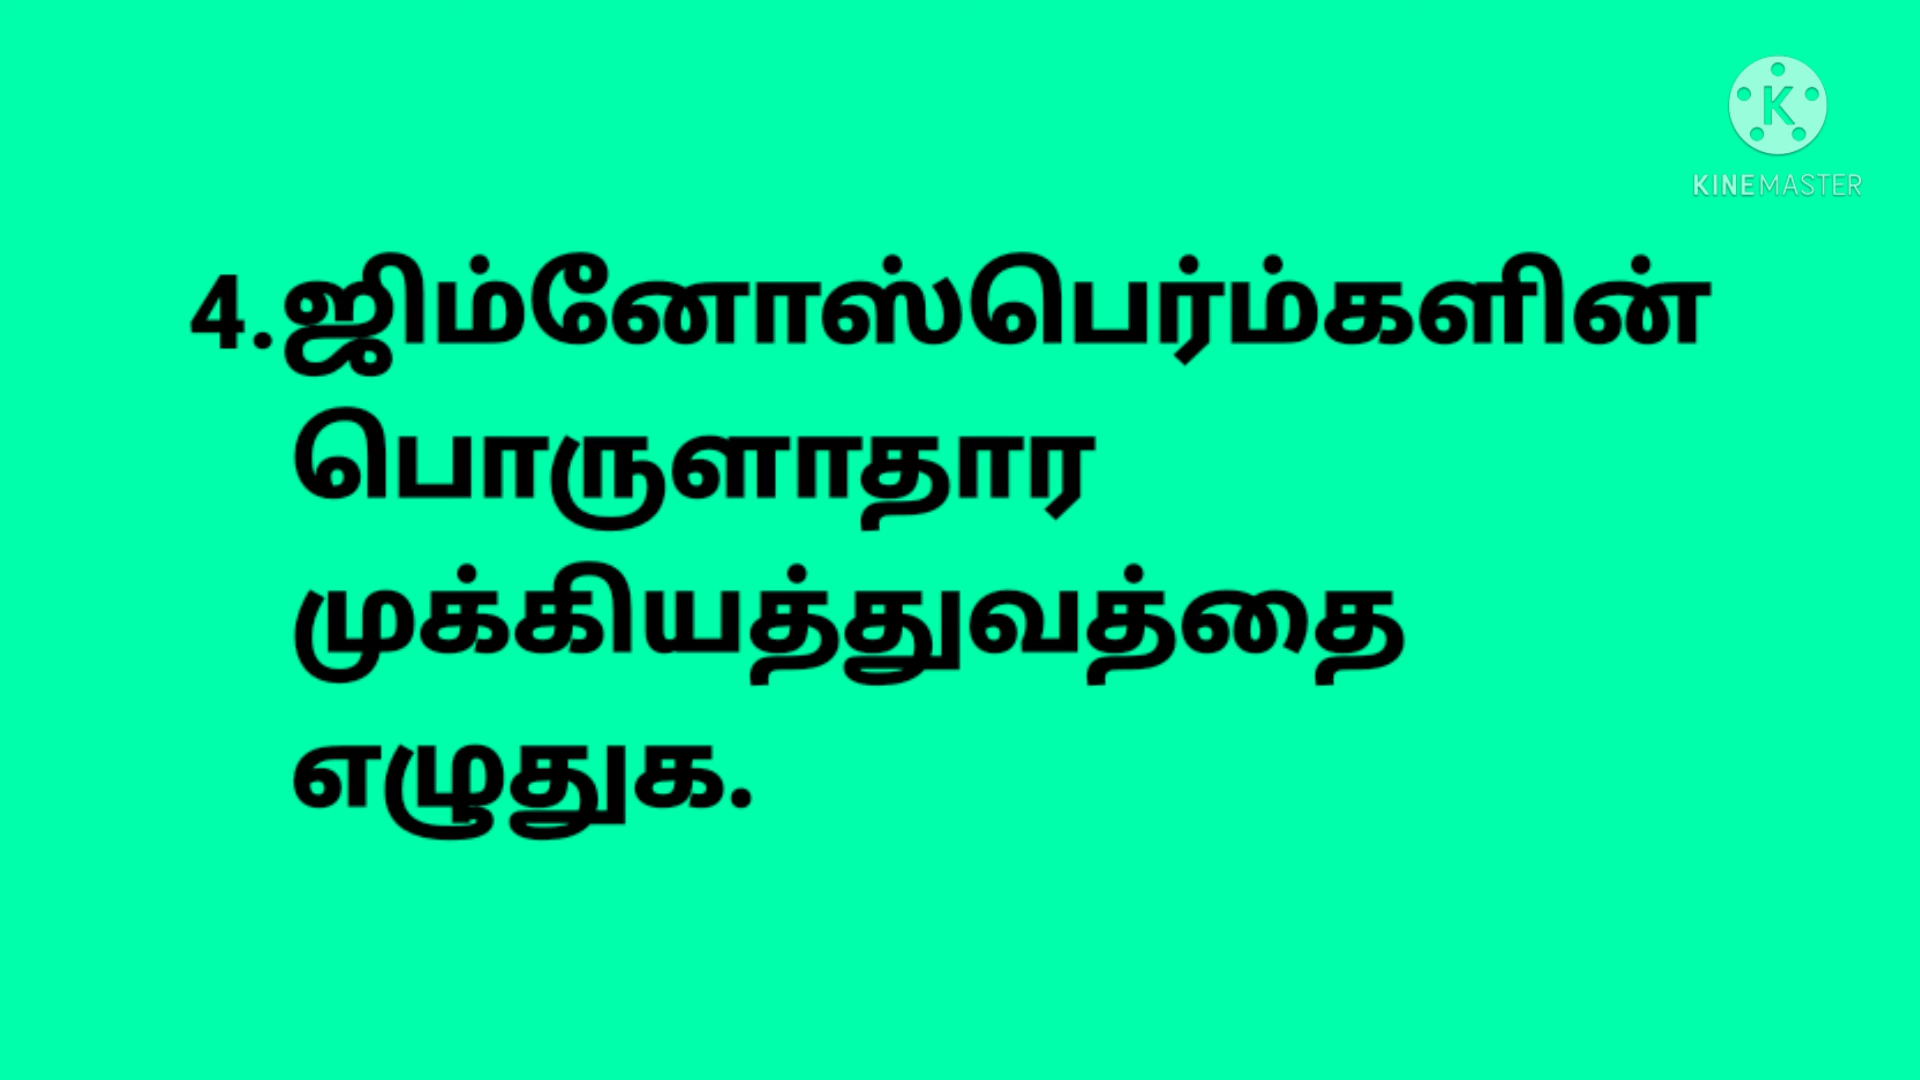 KINEMASTER
4.ஜிம்னோஸ்பெர்ம்களின்
பொருளாதார
முக்கியத்துவத்தை
எழுதுக.